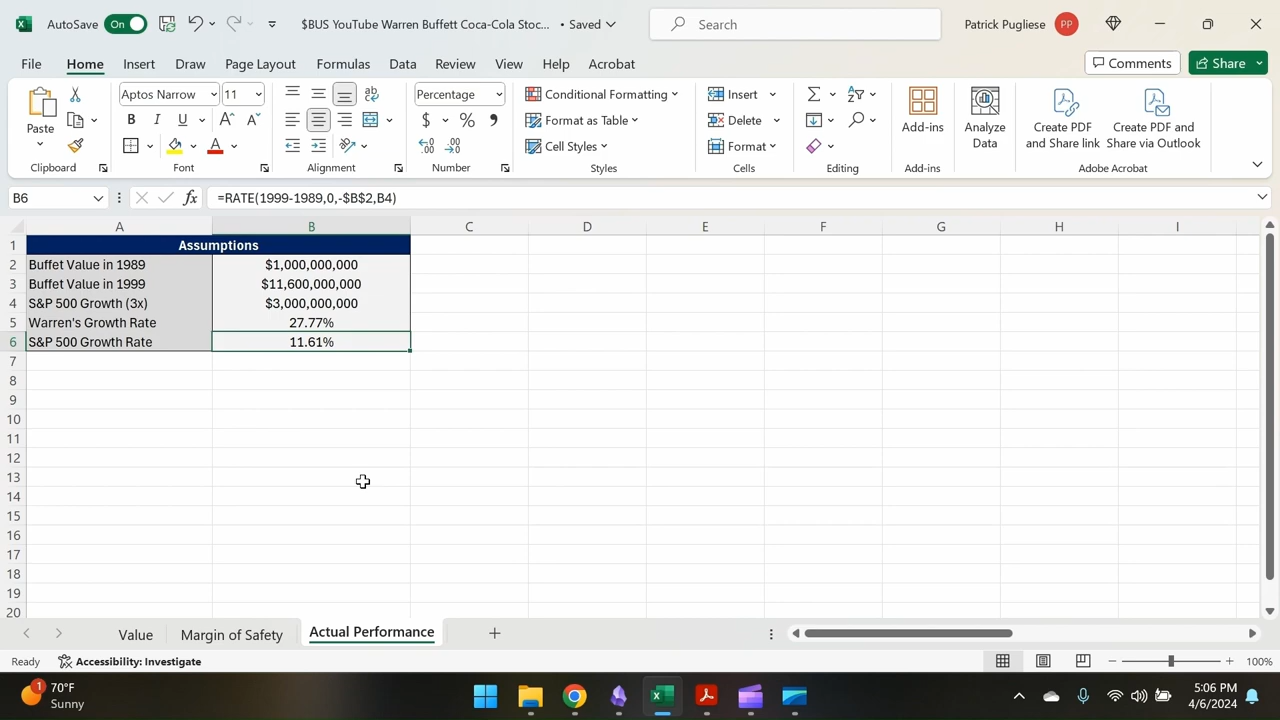 AutoSave On $BUS YouTube Warren Buffett Coca-Cola Stoc... • Saved Search Patrick Pugliese PP
File Home Insert Draw Page Layout Formulas Data Review View Help Acrobat Comments Share
Paste
Clipboard
Aptos Narrow 11
B I U A A
A
Font
Alignment
Percentage
$ % 9
Number
Conditional Formatting
Format as Table
Cell Styles
Styles
Insert
Delete
Format
Cells
Editing
Add-ins
Add-ins
Analyze
Data
Create PDF
and Share link
Create PDF and
Share via Outlook
Adobe Acrobat
B6 fx =RATE(1999-1989,0,-$B$2,B4)
A B C D E F G H I
1 Assumptions
2 Buffet Value in 1989 $1,000,000,000
3 Buffet Value in 1999 $11,600,000,000
4 S&P 500 Growth (3x) $3,000,000,000
5 Warren's Growth Rate 27.77%
6 S&P 500 Growth Rate 11.61%
7
8
9
10
11
12
13
14
15
16
17
18
19
20
Value Margin of Safety Actual Performance
Ready Accessibility: Investigate 100%
1 70°F
Sunny
5:06 PM
4/6/2024